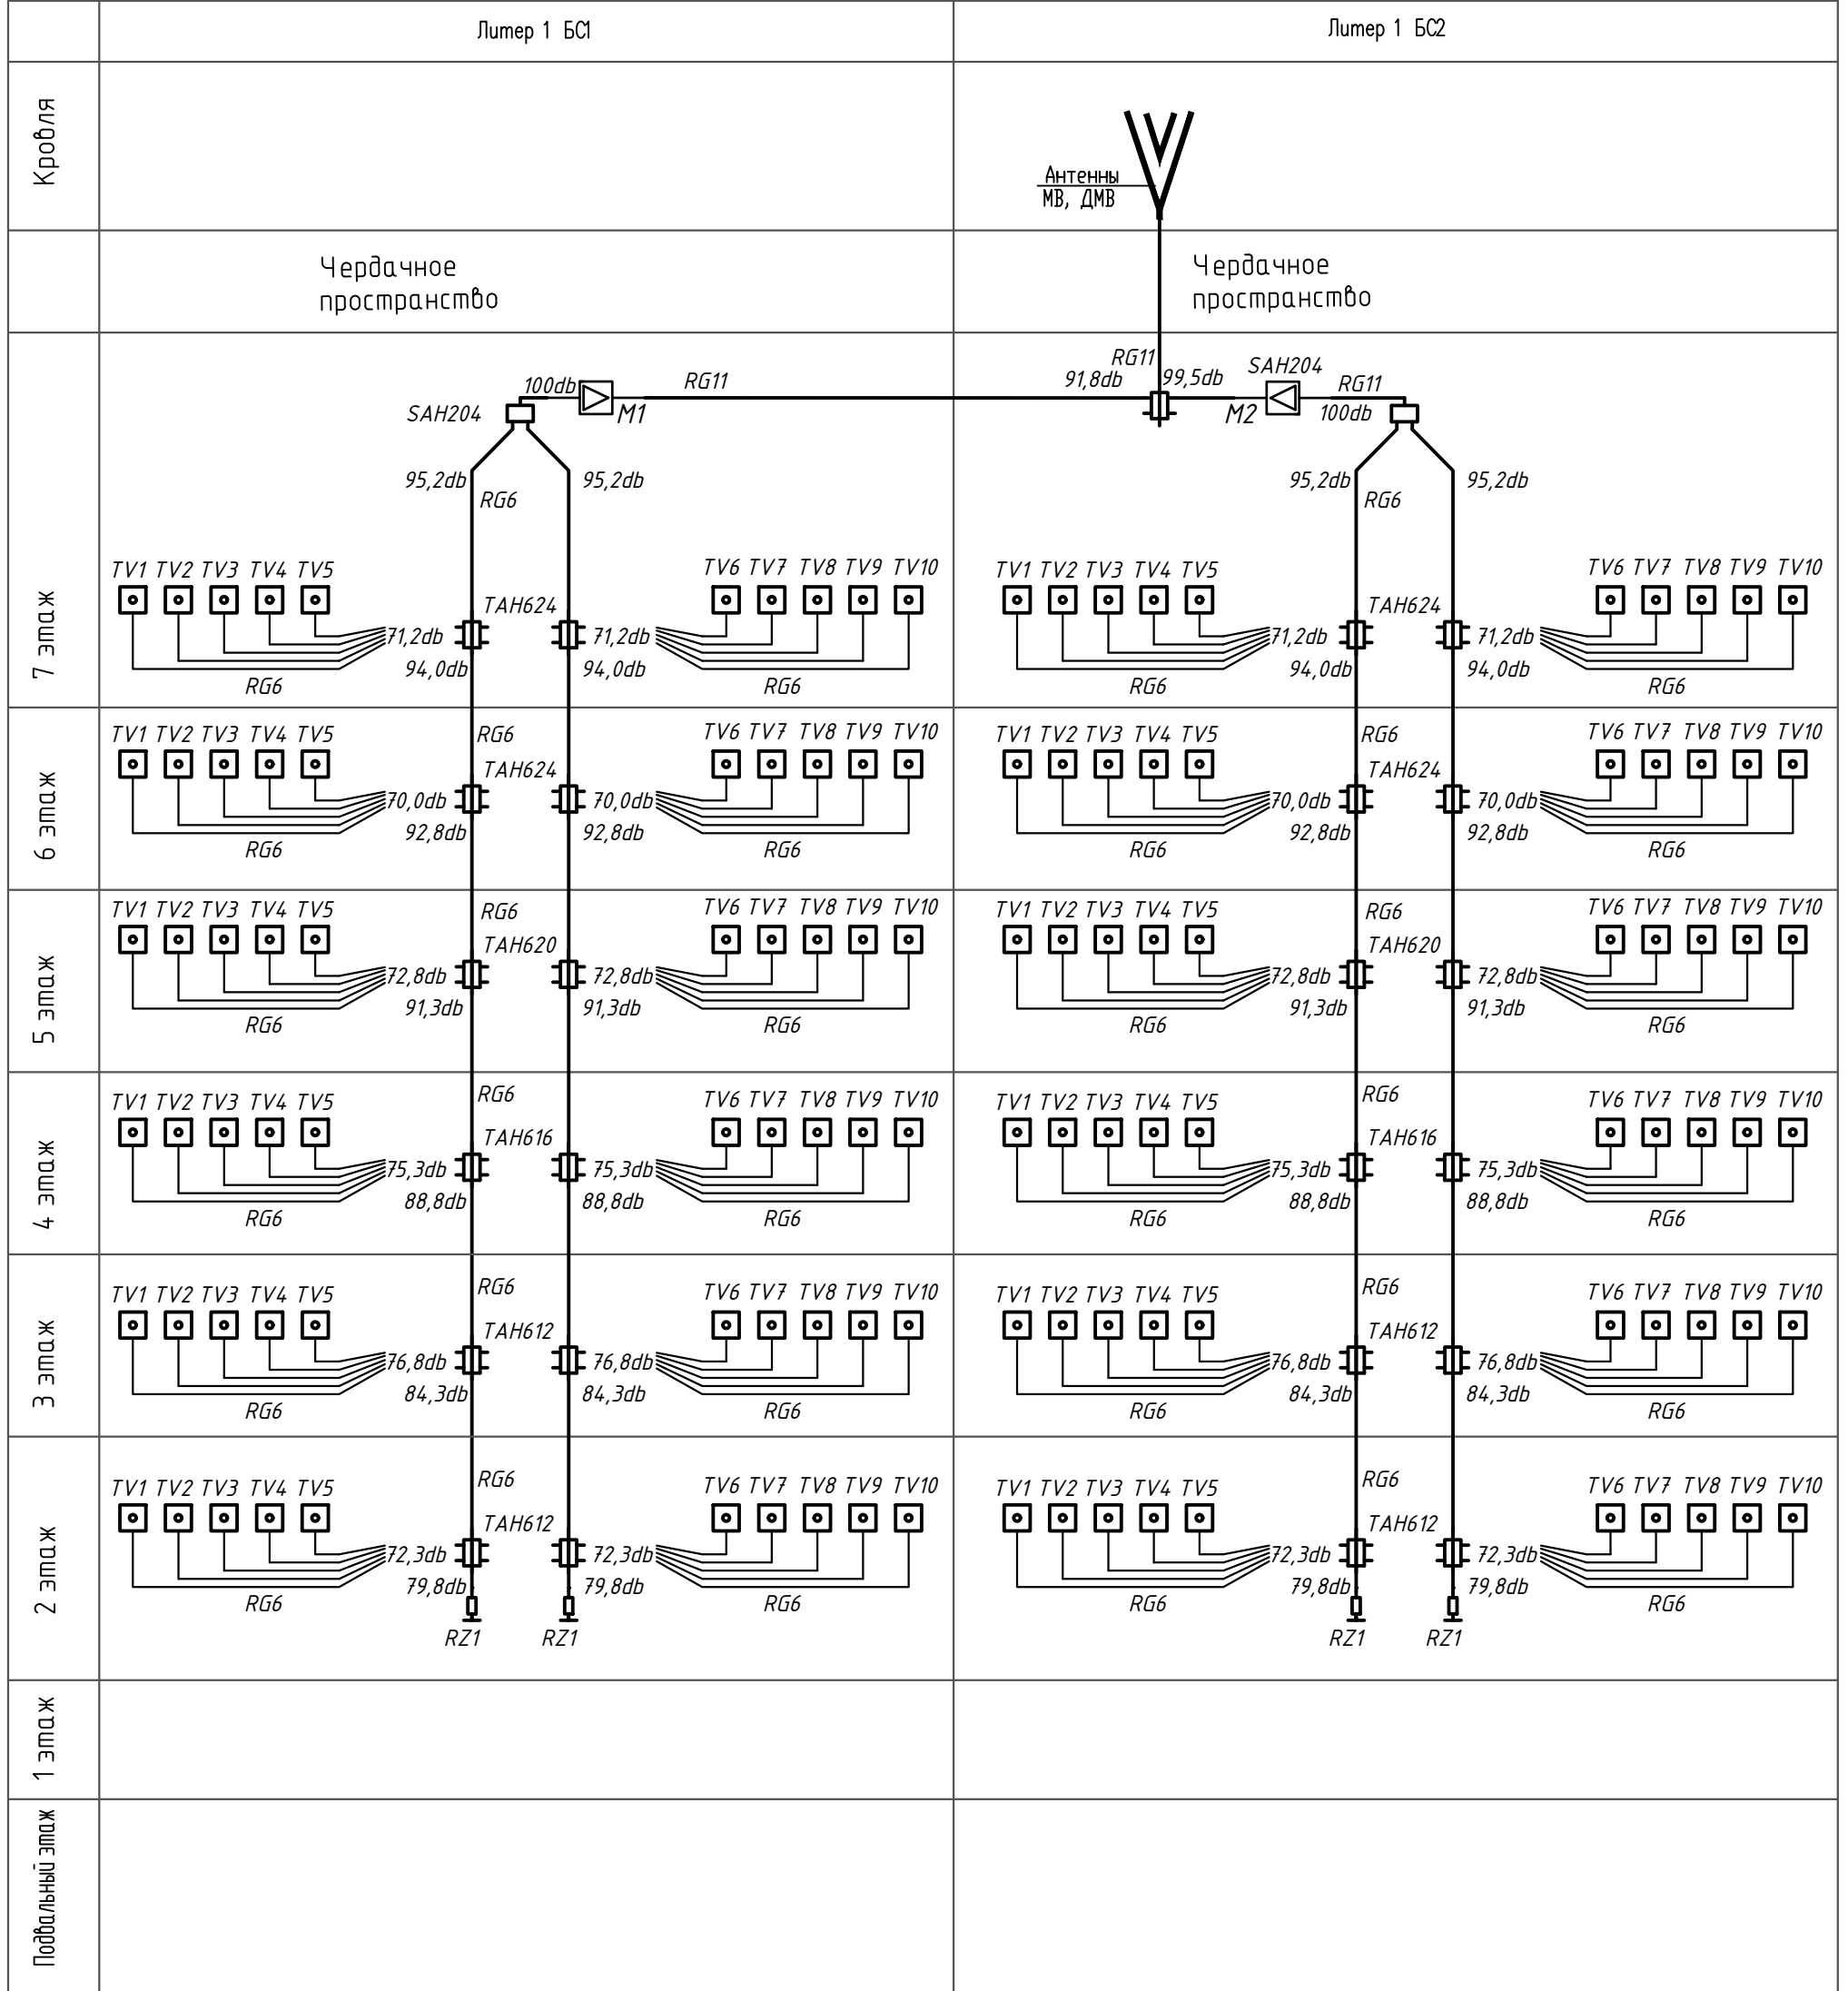 Литер 1 БС1
Литер 1 БС2
Кровля
Антенны
МВ, ДМВ
Чердачное
пространство
Чердачное
пространство
7 этаж
100db
M1
RG11
SAH204
RG11
91,8db
99,5db
M2
SAH204
RG11
100db
95,2db
RG6
95,2db
95,2db
RG6
95,2db
TV1 TV2 TV3 TV4 TV5
TAH624
TV6 TV7 TV8 TV9 TV10
71,2db
71,2db
94,0db
94,0db
RG6
RG6
TV1 TV2 TV3 TV4 TV5
TAH624
TV6 TV7 TV8 TV9 TV10
71,2db
71,2db
94,0db
94,0db
RG6
RG6
6 этаж
TV1 TV2 TV3 TV4 TV5
RG6
TAH624
TV6 TV7 TV8 TV9 TV10
70,0db
70,0db
92,8db
92,8db
RG6
RG6
TV1 TV2 TV3 TV4 TV5
RG6
TAH624
TV6 TV7 TV8 TV9 TV10
70,0db
70,0db
92,8db
92,8db
RG6
RG6
5 этаж
TV1 TV2 TV3 TV4 TV5
RG6
TAH620
TV6 TV7 TV8 TV9 TV10
72,8db
72,8db
91,3db
91,3db
RG6
RG6
TV1 TV2 TV3 TV4 TV5
RG6
TAH620
TV6 TV7 TV8 TV9 TV10
72,8db
72,8db
91,3db
91,3db
RG6
RG6
4 этаж
TV1 TV2 TV3 TV4 TV5
RG6
TAH616
TV6 TV7 TV8 TV9 TV10
75,3db
75,3db
88,8db
88,8db
RG6
RG6
TV1 TV2 TV3 TV4 TV5
RG6
TAH616
TV6 TV7 TV8 TV9 TV10
75,3db
75,3db
88,8db
88,8db
RG6
RG6
3 этаж
TV1 TV2 TV3 TV4 TV5
RG6
TAH612
TV6 TV7 TV8 TV9 TV10
76,8db
76,8db
84,3db
84,3db
RG6
RG6
TV1 TV2 TV3 TV4 TV5
RG6
TAH612
TV6 TV7 TV8 TV9 TV10
76,8db
76,8db
84,3db
84,3db
RG6
RG6
2 этаж
TV1 TV2 TV3 TV4 TV5
RG6
TAH612
TV6 TV7 TV8 TV9 TV10
72,3db
72,3db
79,8db
79,8db
RG6
RG6
RZ1
RZ1
TV1 TV2 TV3 TV4 TV5
RG6
TAH612
TV6 TV7 TV8 TV9 TV10
72,3db
72,3db
79,8db
79,8db
RG6
RG6
RZ1
RZ1
1 этаж
Подвальный этаж